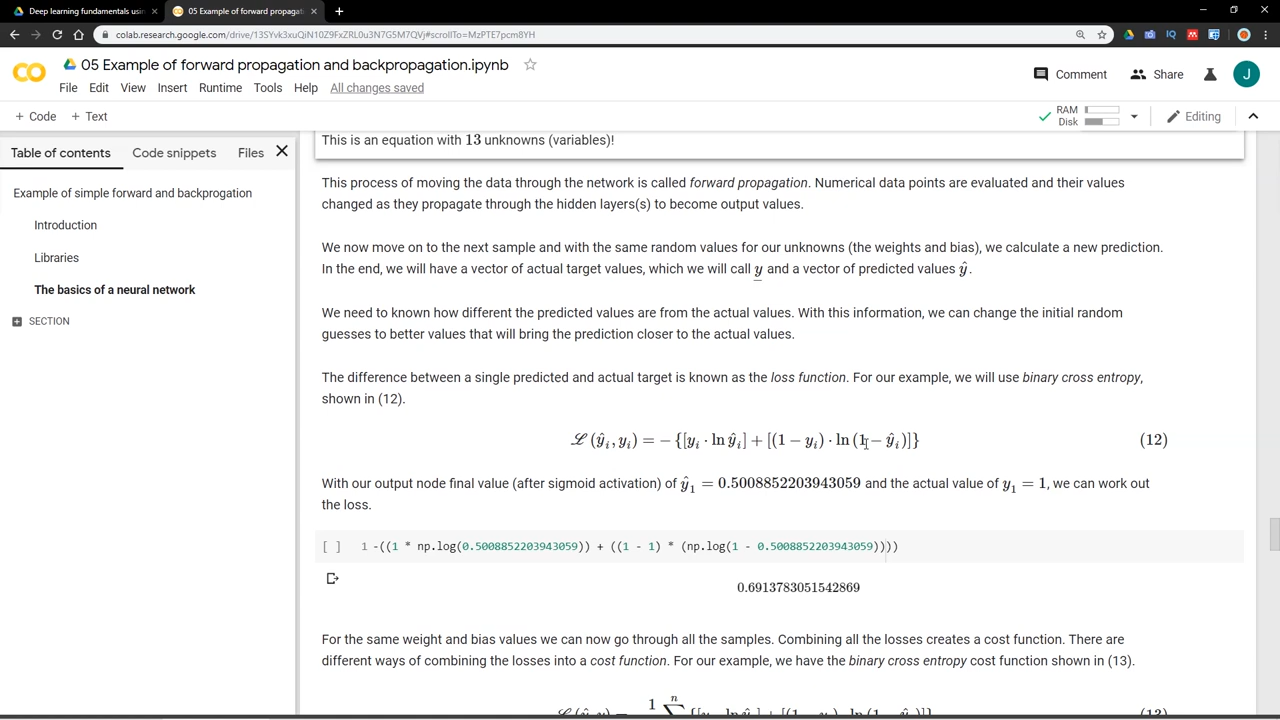 Deep learning fundamentals usin
05 Example of forward propagati
colab.research.google.com/drive/13SYvk3xuQiN10Z9FxZRL0u3N7G5M7QVj#scrollTo=MzPTE7pcm8YH
05 Example of forward propagation and backpropagation.ipynb
Comment
Share
J
File Edit View Insert Runtime Tools Help All changes saved
+ Code + Text
RAM
Disk
Editing
Table of contents Code snippets Files
Example of simple forward and backprogation
Introduction
Libraries
The basics of a neural network
SECTION
This is an equation with 13 unknowns (variables)!
This process of moving the data through the network is called forward propagation. Numerical data points are evaluated and their values
changed as they propagate through the hidden layers(s) to become output values.
We now move on to the next sample and with the same random values for our unknowns (the weights and bias), we calculate a new prediction.
In the end, we will have a vector of actual target values, which we will call y and a vector of predicted values ŷ.
We need to known how different the predicted values are from the actual values. With this information, we can change the initial random
guesses to better values that will bring the prediction closer to the actual values.
The difference between a single predicted and actual target is known as the loss function. For our example, we will use binary cross entropy,
shown in (12).
ℒ (ŷᵢ, yᵢ) = − {[yᵢ · ln ŷᵢ] + [(1 − yᵢ) · ln (1 − ŷᵢ)]} (12)
With our output node final value (after sigmoid activation) of ŷ₁ = 0.5008852203943059 and the actual value of y₁ = 1, we can work out
the loss.
[ ] 1 -((1 * np.log(0.5008852203943059)) + ((1 - 1) * (np.log(1 - 0.5008852203943059))))
0.6913783051542869
For the same weight and bias values we can now go through all the samples. Combining all the losses creates a cost function. There are
different ways of combining the losses into a cost function. For our example, we have the binary cross entropy cost function shown in (13).